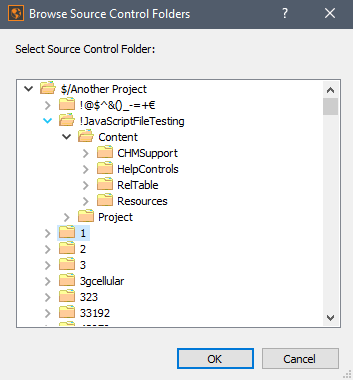 Browse Source Control Folders
Select Source Control Folder:
$/Another Project
!@$^&()_-=+€
!JavaScriptFileTesting
Content
CHMSupport
HelpControls
RelTable
Resources
Project
1
2
3
3gcellular
323
33192
OK
Cancel